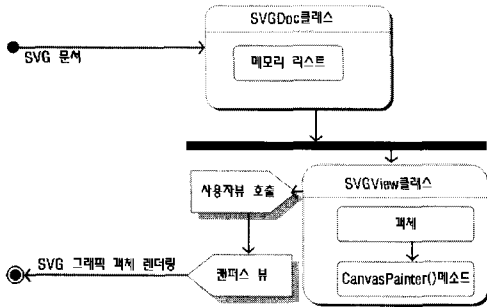 SVGDoc클래스
메모리 리스트
SVG 문서
사용자뷰 호출
SVGView클래스
객체
CanvasPainter()메소드
SVG 그래픽 객체 렌더링
캔퍼스 뷰